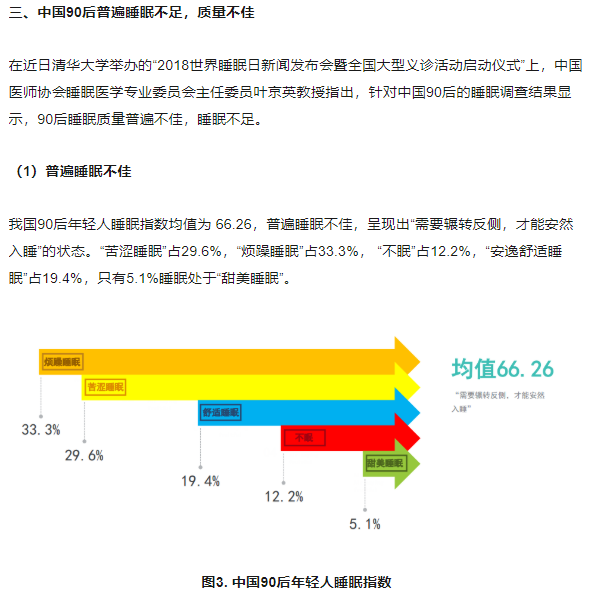 三、中国90后普遍睡眠不足，质量不佳
在近日清华大学举办的“2018世界睡眠日新闻发布会暨全国大型义诊活动启动仪式”上，中国
医师协会睡眠医学专业委员会主任委员叶京英教授指出，针对中国90后的睡眠调查结果显
示，90后睡眠质量普遍不佳，睡眠不足。
（1）普遍睡眠不佳
我国90后年轻人睡眠指数均值为 66.26，普遍睡眠不佳，呈现出“需要辗转反侧，才能安然
入睡”的状态。“苦涩睡眠”占29.6%，“烦躁睡眠”占33.3%， “不眠”占12.2%，“安逸舒适睡
眠”占19.4%，只有5.1%睡眠处于“甜美睡眠”。
烦躁睡眠
苦涩睡眠
舒适睡眠
不眠
甜美睡眠
33.3%
29.6%
19.4%
12.2%
5.1%
均值66.26
“需要辗转反侧，才能安然
入睡”
图3. 中国90后年轻人睡眠指数